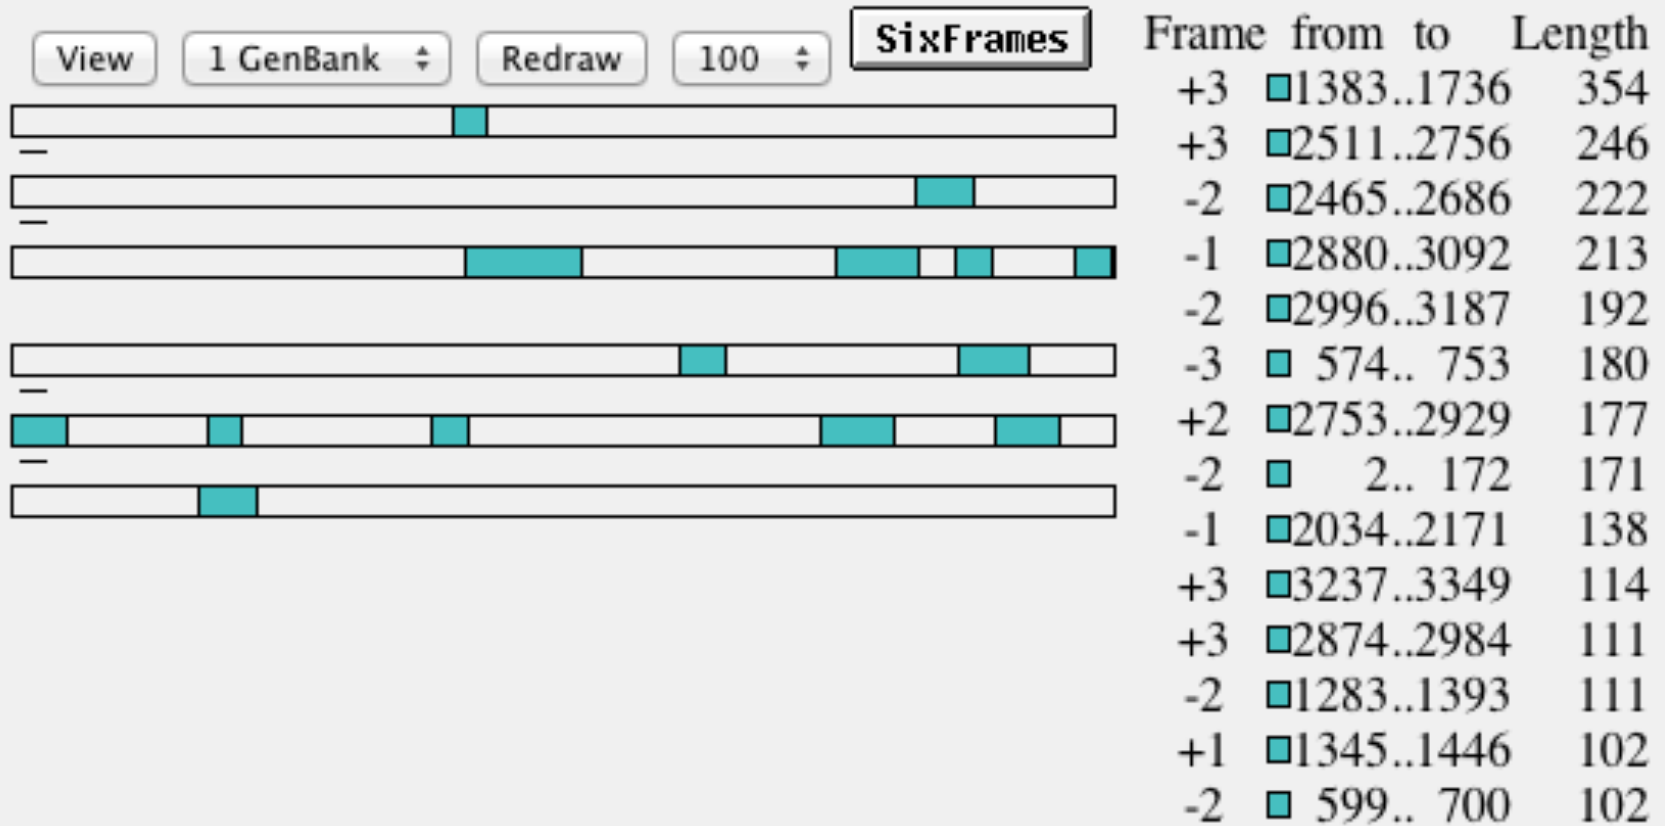 View 1 GenBank Redraw 100 SixFrames
Frame from to Length
+3 1383..1736 354
+3 2511..2756 246
-2 2465..2686 222
-1 2880..3092 213
-2 2996..3187 192
-3 574.. 753 180
+2 2753..2929 177
-2 2.. 172 171
-1 2034..2171 138
+3 3237..3349 114
+3 2874..2984 111
-2 1283..1393 111
+1 1345..1446 102
-2 599.. 700 102